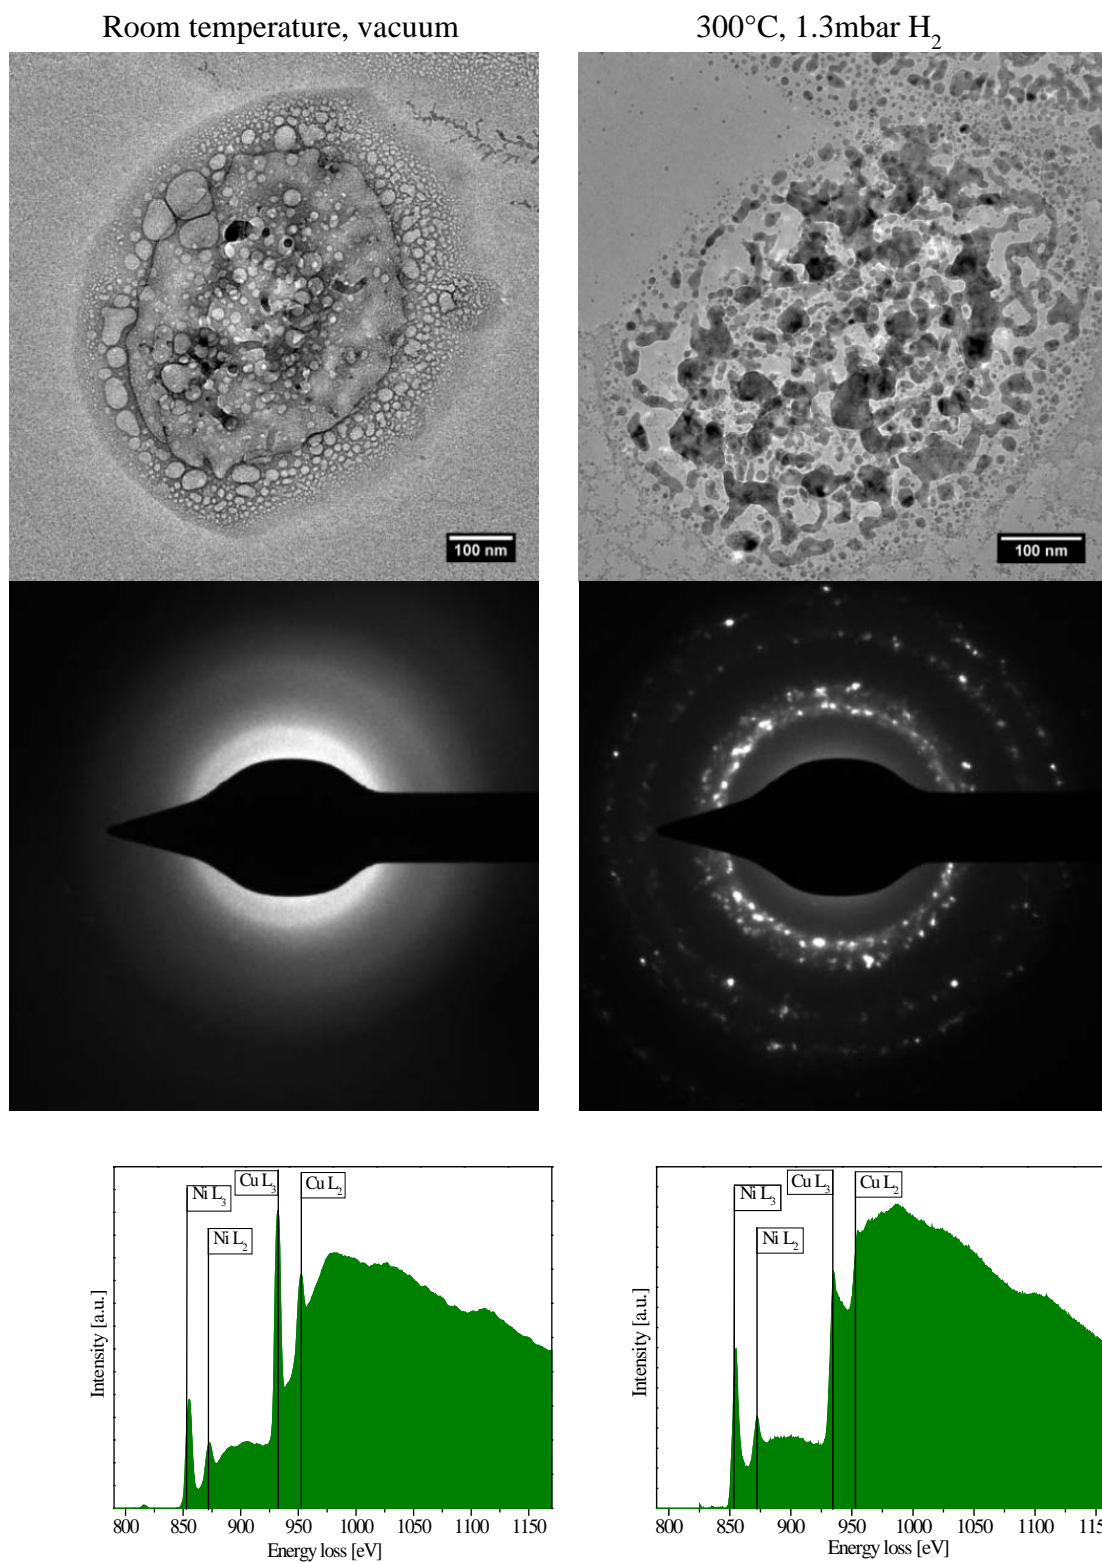 Room temperature, vacuum
300°C, 1.3mbar H₂
100 nm
100 nm
Cu L₃
Cu L₂
Ni L₃
Ni L₂
Intensity [a.u.]
800 850 900 950 1000 1050 1100 1150
Energy loss [eV]
Cu L₃
Cu L₂
Ni L₃
Ni L₂
Intensity [a.u.]
800 850 900 950 1000 1050 1100 115
Energy loss [eV]